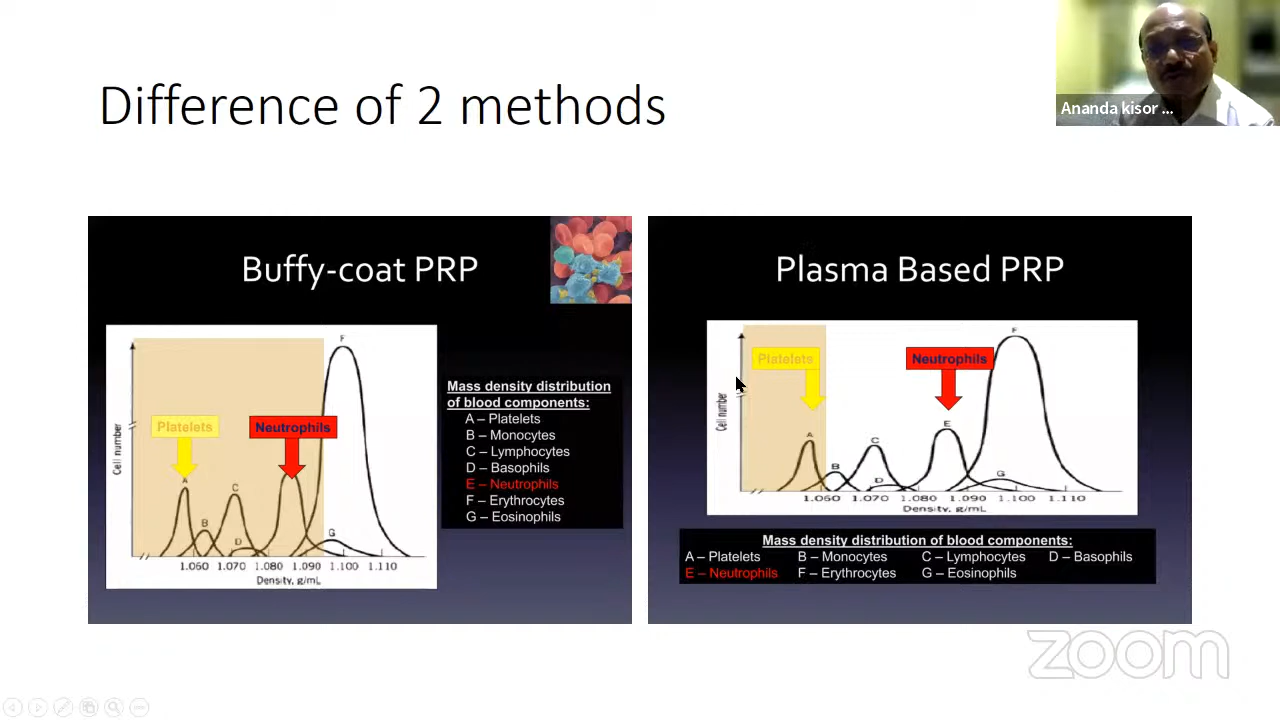 Difference of 2 methods
Ananda kisor ...
Buffy-coat PRP
Cell number
Platelets
Neutrophils
A
B
C
D
F
G
1.060 1.070 1.080 1.090 1.100 1.110
Density, g/mL
Mass density distribution
of blood components:
A – Platelets
B – Monocytes
C – Lymphocytes
D – Basophils
E – Neutrophils
F – Erythrocytes
G – Eosinophils
Plasma Based PRP
Cell number
Platelets
Neutrophils
A
B
C
D
E
F
G
1.060 1.070 1.080 1.090 1.100 1.110
Density, g/mL
Mass density distribution of blood components:
A – Platelets B – Monocytes C – Lymphocytes D – Basophils
E – Neutrophils F – Erythrocytes G – Eosinophils
zoom